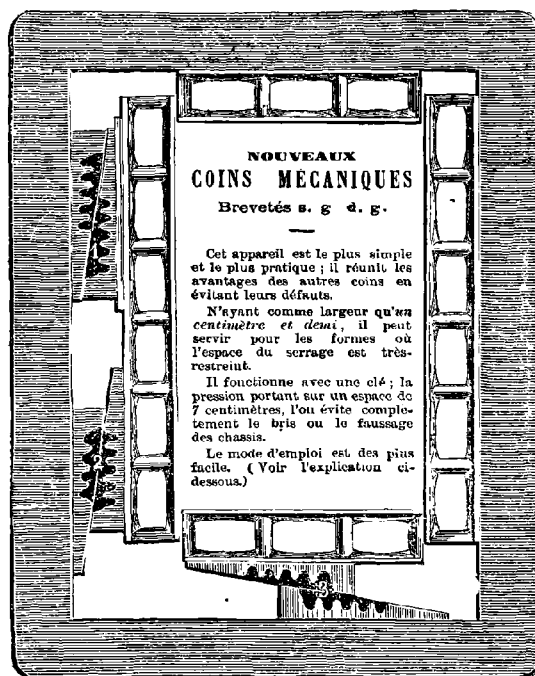 NOUVEAUX
COINS MÉCANIQUES
Brevetés s. g d. g.
Cet appareil est le plus simple
et le plus pratique ; il réunit les
avantages des autres coins en
évitant leurs défauts.
N'ayant comme largeur qu'un
centimètre et demi, il peut
servir pour les formes où
l'espace du serrage est très-
restreint.
Il fonctionne avec une clé ; la
pression portant sur un espace de
7 centimètres, l'on évite comple-
tement le bris ou le faussage
des chassis.
Le mode d'emploi est des plus
facile. (Voir l'explication ci-
dessous.)